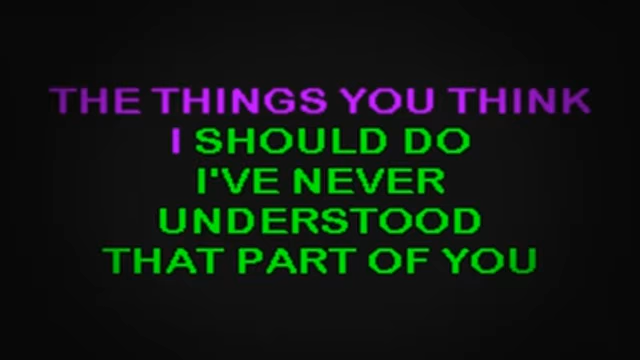 THE THINGS YOU THINK
I SHOULD DO
I'VE NEVER
UNDERSTOOD
THAT PART OF YOU